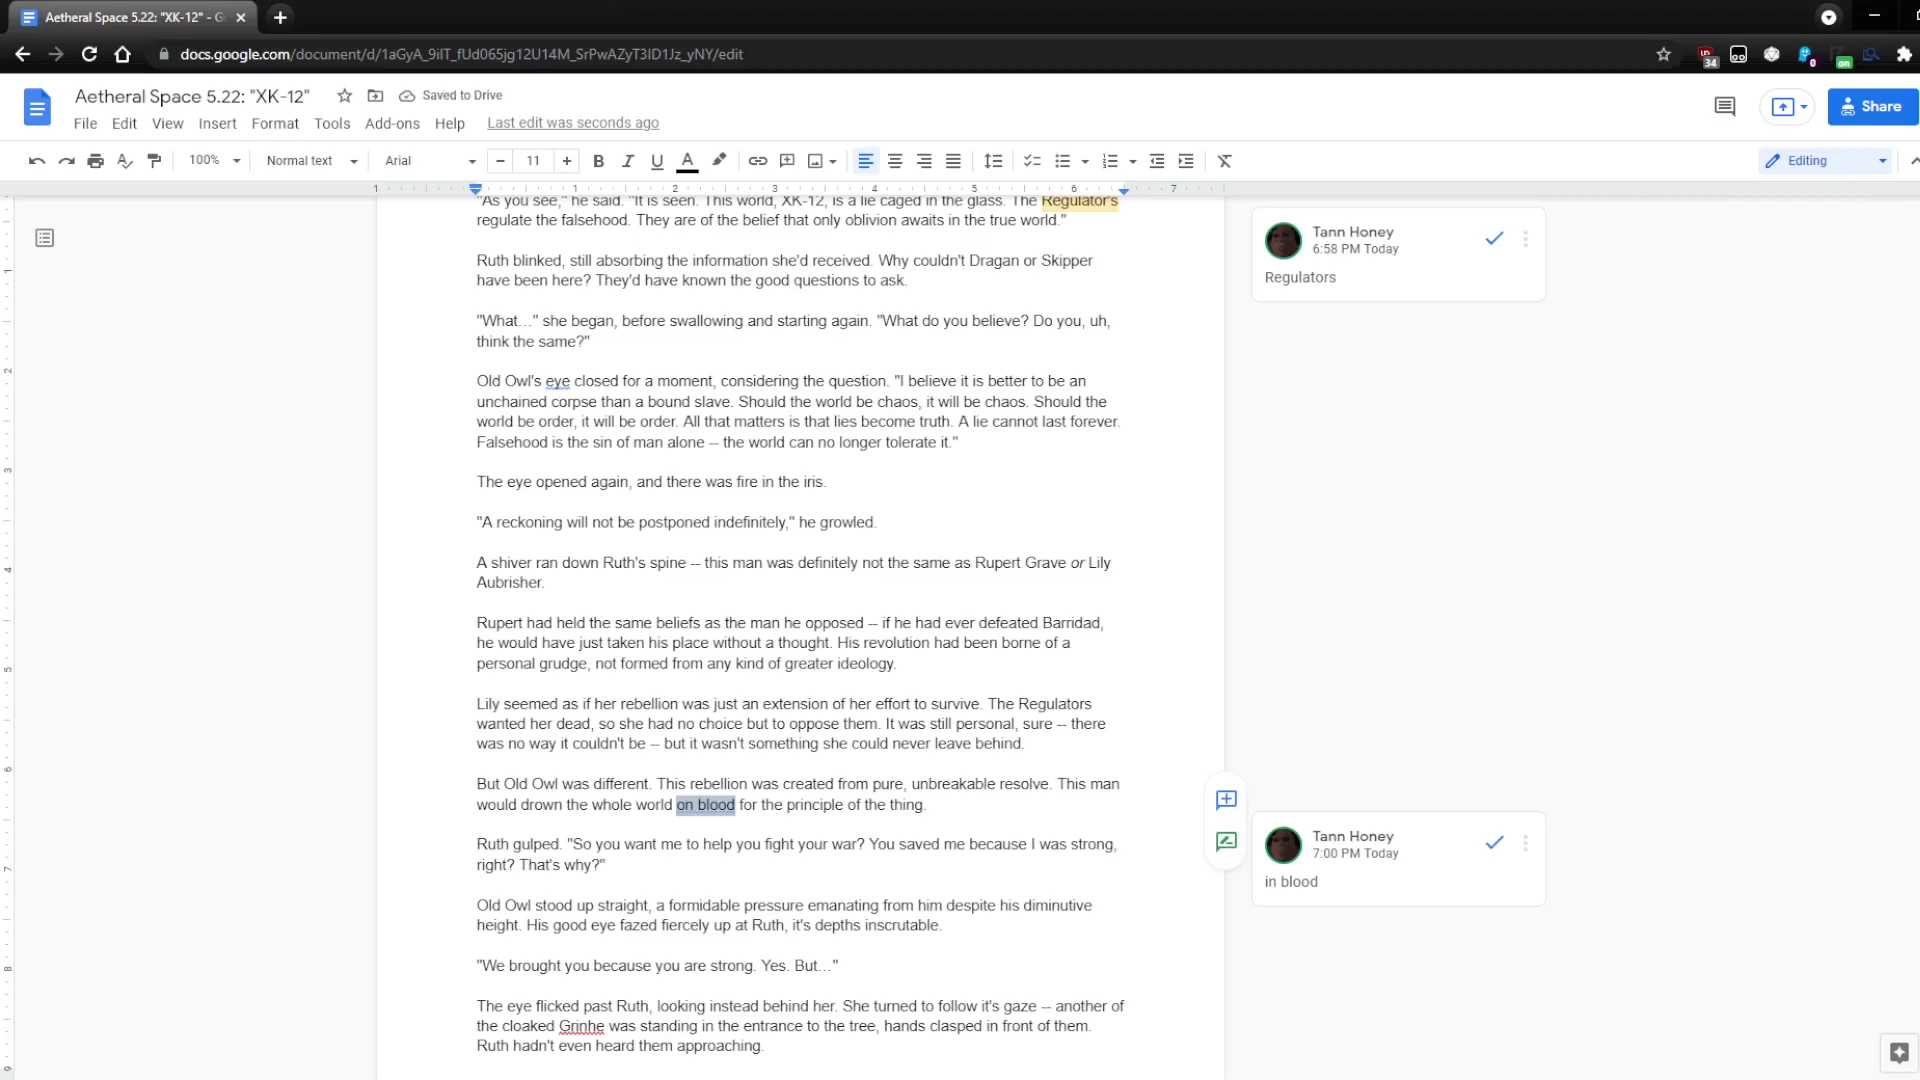 Aetheral Space 5.22: "XK-12" - G
docs.google.com/document/d/1aGyA_9ilT_fUd065jg12U14M_SrPwAZyT3lD1Jz_yNY/edit
34
0
on
Aetheral Space 5.22: "XK-12"
Saved to Drive
File Edit View Insert Format Tools Add-ons Help Last edit was seconds ago
Share
100% Normal text Arial 11 B I U A Editing
1 1 2 3 4 5 6 7
"As you see," he said. "It is seen. This world, XK-12, is a lie caged in the glass. The Regulator's
regulate the falsehood. They are of the belief that only oblivion awaits in the true world."
Ruth blinked, still absorbing the information she'd received. Why couldn't Dragan or Skipper
have been here? They'd have known the good questions to ask.
"What…" she began, before swallowing and starting again. "What do you believe? Do you, uh,
think the same?"
Old Owl's eye closed for a moment, considering the question. "I believe it is better to be an
unchained corpse than a bound slave. Should the world be chaos, it will be chaos. Should the
world be order, it will be order. All that matters is that lies become truth. A lie cannot last forever.
Falsehood is the sin of man alone -- the world can no longer tolerate it."
The eye opened again, and there was fire in the iris.
"A reckoning will not be postponed indefinitely," he growled.
A shiver ran down Ruth's spine -- this man was definitely not the same as Rupert Grave or Lily
Aubrisher.
Rupert had held the same beliefs as the man he opposed -- if he had ever defeated Barridad,
he would have just taken his place without a thought. His revolution had been borne of a
personal grudge, not formed from any kind of greater ideology.
Lily seemed as if her rebellion was just an extension of her effort to survive. The Regulators
wanted her dead, so she had no choice but to oppose them. It was still personal, sure -- there
was no way it couldn't be -- but it wasn't something she could never leave behind.
But Old Owl was different. This rebellion was created from pure, unbreakable resolve. This man
would drown the whole world on blood for the principle of the thing.
Ruth gulped. "So you want me to help you fight your war? You saved me because I was strong,
right? That's why?"
Old Owl stood up straight, a formidable pressure emanating from him despite his diminutive
height. His good eye fazed fiercely up at Ruth, it's depths inscrutable.
"We brought you because you are strong. Yes. But…"
The eye flicked past Ruth, looking instead behind her. She turned to follow it's gaze -- another of
the cloaked Grinhe was standing in the entrance to the tree, hands clasped in front of them.
Ruth hadn't even heard them approaching.
Tann Honey
6:58 PM Today
Regulators
Tann Honey
7:00 PM Today
in blood
1
2
3
4
5
6
7
8
9